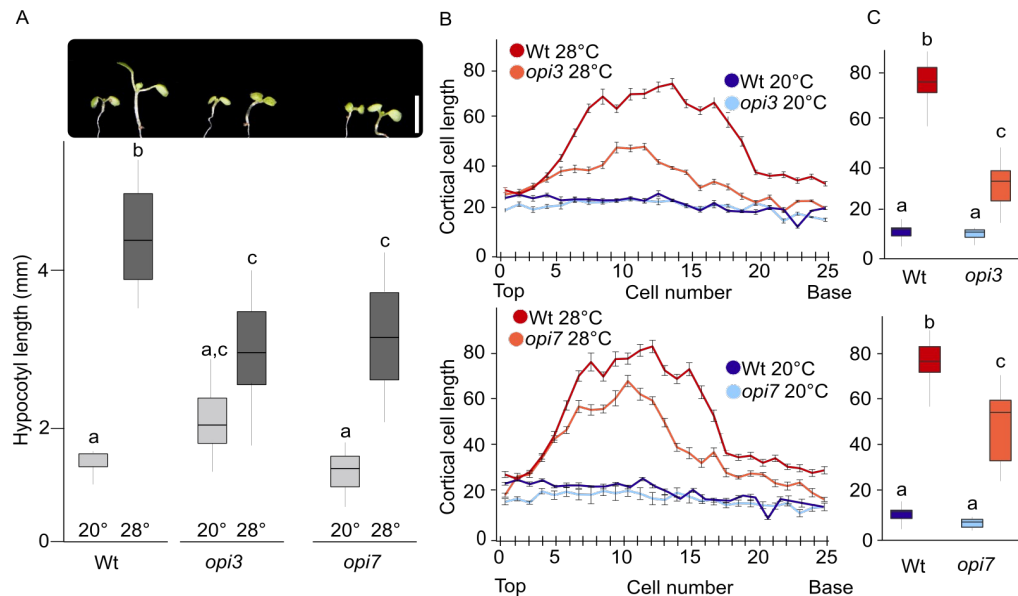 A
b
c
c
a,c
a
a
Hypocotyl length (mm)
4
2
0
20° 28°
20° 28°
20° 28°
Wt
opi3
opi7
B
Wt 28°C
opi3 28°C
Wt 20°C
opi3 20°C
Cortical cell length
80
60
40
20
0
0 5 10 15 20 25
Top Cell number Base
Wt 28°C
opi7 28°C
Wt 20°C
opi7 20°C
Cortical cell length
80
60
40
20
0
0 5 10 15 20 25
Top Cell number Base
C
b
c
a
a
80
60
40
20
0
Wt opi3
b
c
a
a
80
60
40
20
0
Wt opi7